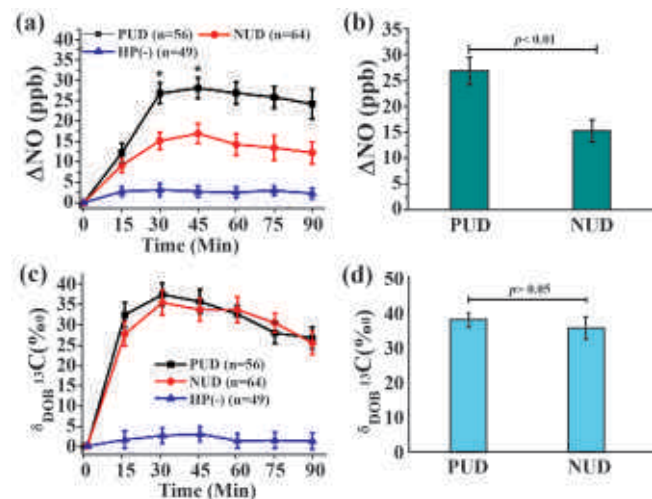 (a)
PUD (n=56)
NUD (n=64)
HP(-) (n=49)
ΔNO (ppb)
40
35
30
25
20
15
10
5
0
*
*
0 15 30 45 60 75 90
Time (Min)
(b)
ΔNO (ppb)
35
30
25
20
15
10
5
0
p< 0.01
PUD NUD
(c)
δDOB 13C(‰)
40
35
30
25
20
15
10
5
0
PUD (n=56)
NUD (n=64)
HP(-) (n=49)
0 15 30 45 60 75 90
Time (Min)
(d)
δDOB 13C(‰)
50
40
30
20
10
0
p> 0.05
PUD NUD